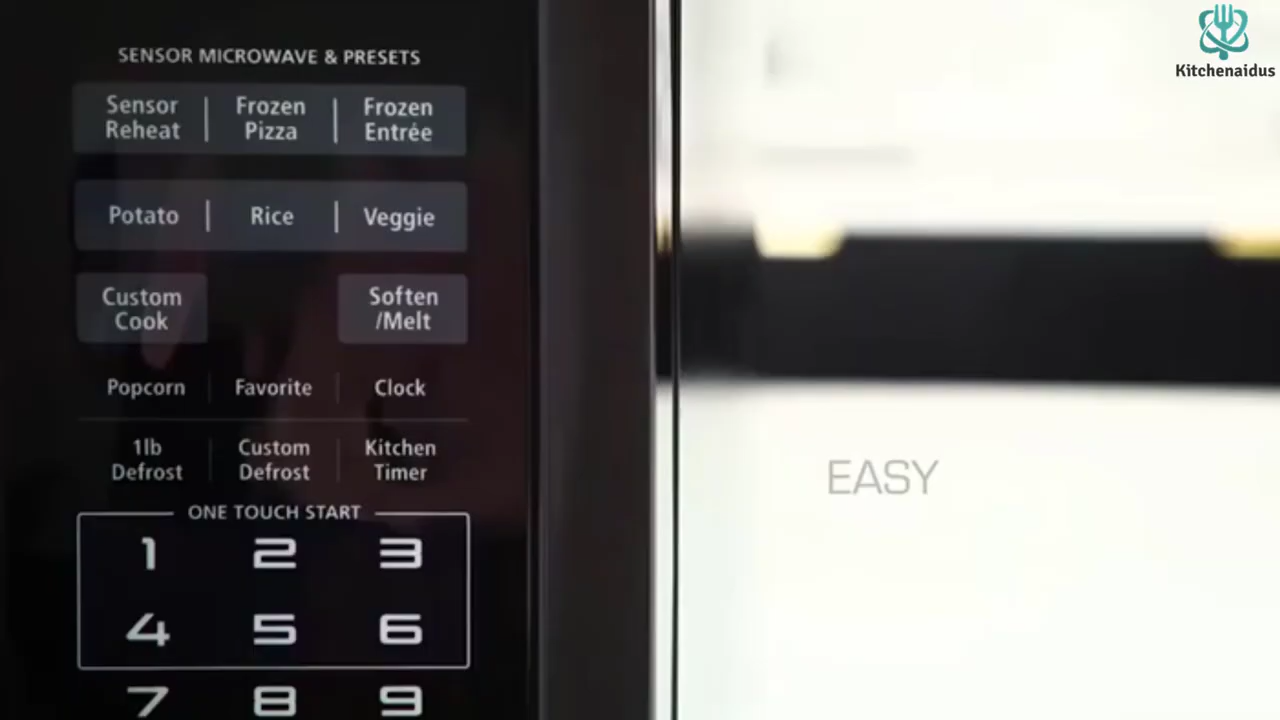 SENSOR MICROWAVE & PRESETS
Sensor Reheat | Frozen Pizza | Frozen Entrée
Potato | Rice | Veggie
Custom Cook
Soften /Melt
Popcorn Favorite Clock
1lb Defrost Custom Defrost Kitchen Timer
ONE TOUCH START
1 2 3
4 5 6
7 8 9
Kitchenaidus
EASY